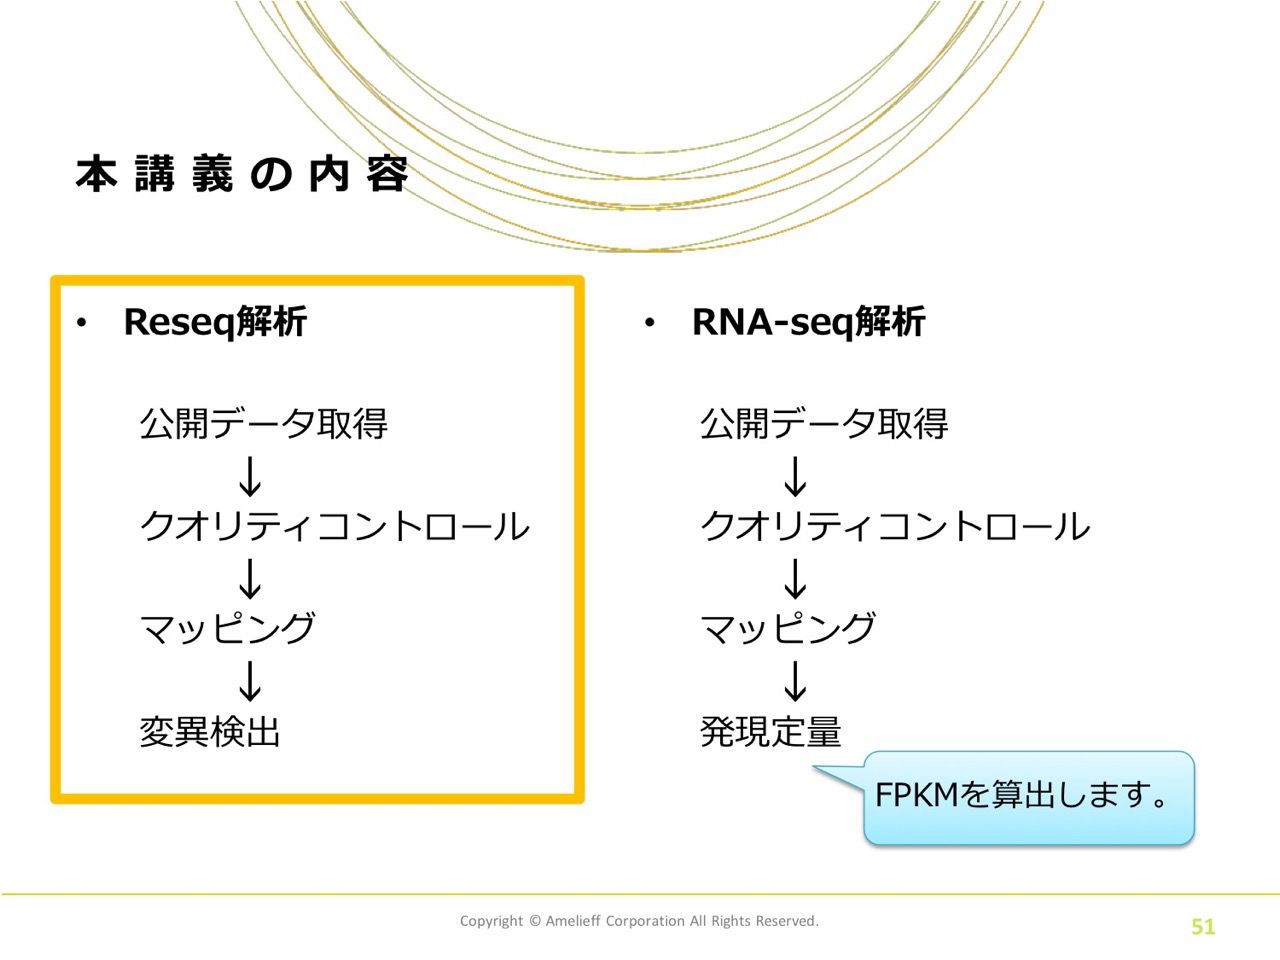 本講義の内容
• Reseq解析
公開データ取得
↓
クオリティコントロール
↓
マッピング
↓
変異検出
• RNA-seq解析
公開データ取得
↓
クオリティコントロール
↓
マッピング
↓
発現定量
FPKMを算出します。
Copyright © Amelieff Corporation All Rights Reserved.
51